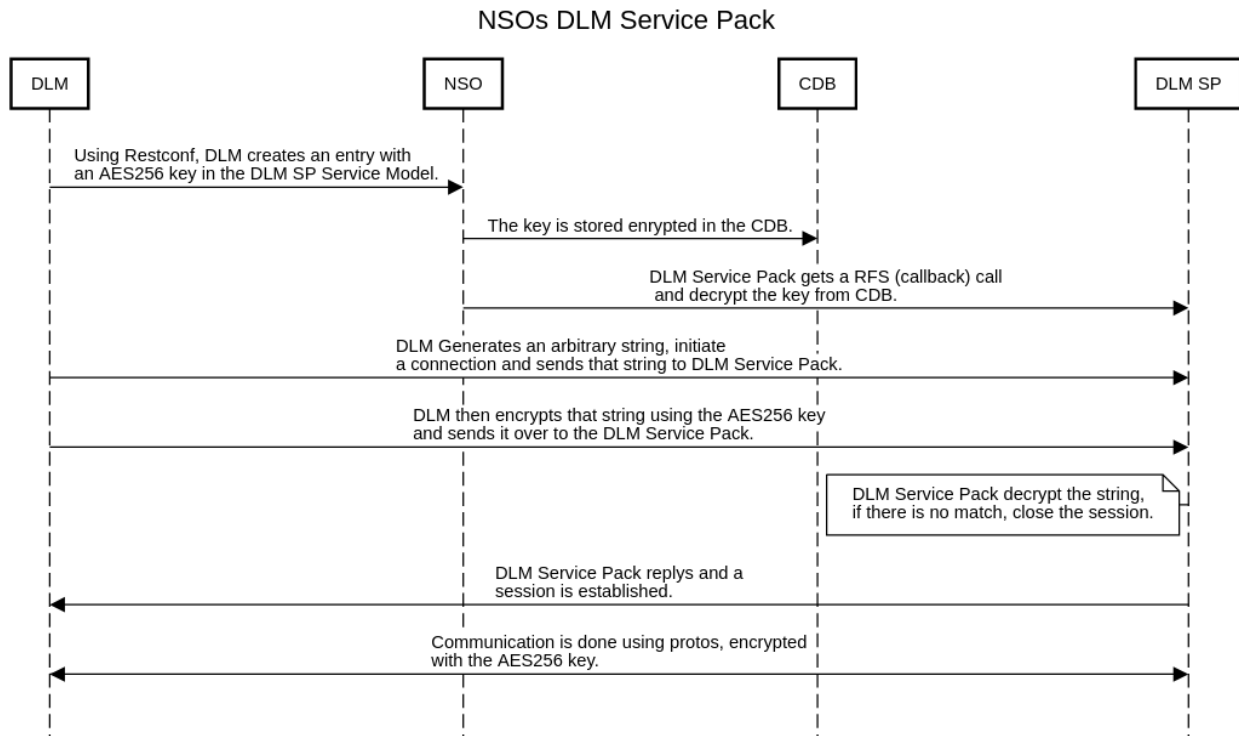 NSOs DLM Service Pack
DLM
NSO
CDB
DLM SP
Using Restconf, DLM creates an entry with
an AES256 key in the DLM SP Service Model.
The key is stored enrypted in the CDB.
DLM Service Pack gets a RFS (callback) call
and decrypt the key from CDB.
DLM Generates an arbitrary string, initiate
a connection and sends that string to DLM Service Pack.
DLM then encrypts that string using the AES256 key
and sends it over to the DLM Service Pack.
DLM Service Pack decrypt the string,
if there is no match, close the session.
DLM Service Pack replys and a
session is established.
Communication is done using protos, encrypted
with the AES256 key.